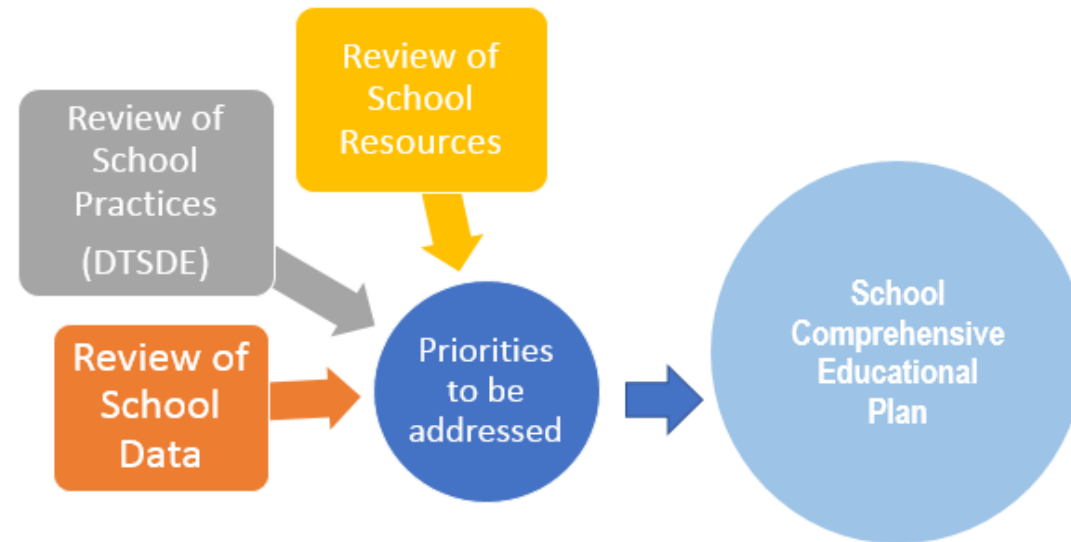 Review of
School
Resources
Review of
School
Practices
(DTSDE)
Review of
School
Data
Priorities
to be
addressed
School
Comprehensive
Educational
Plan